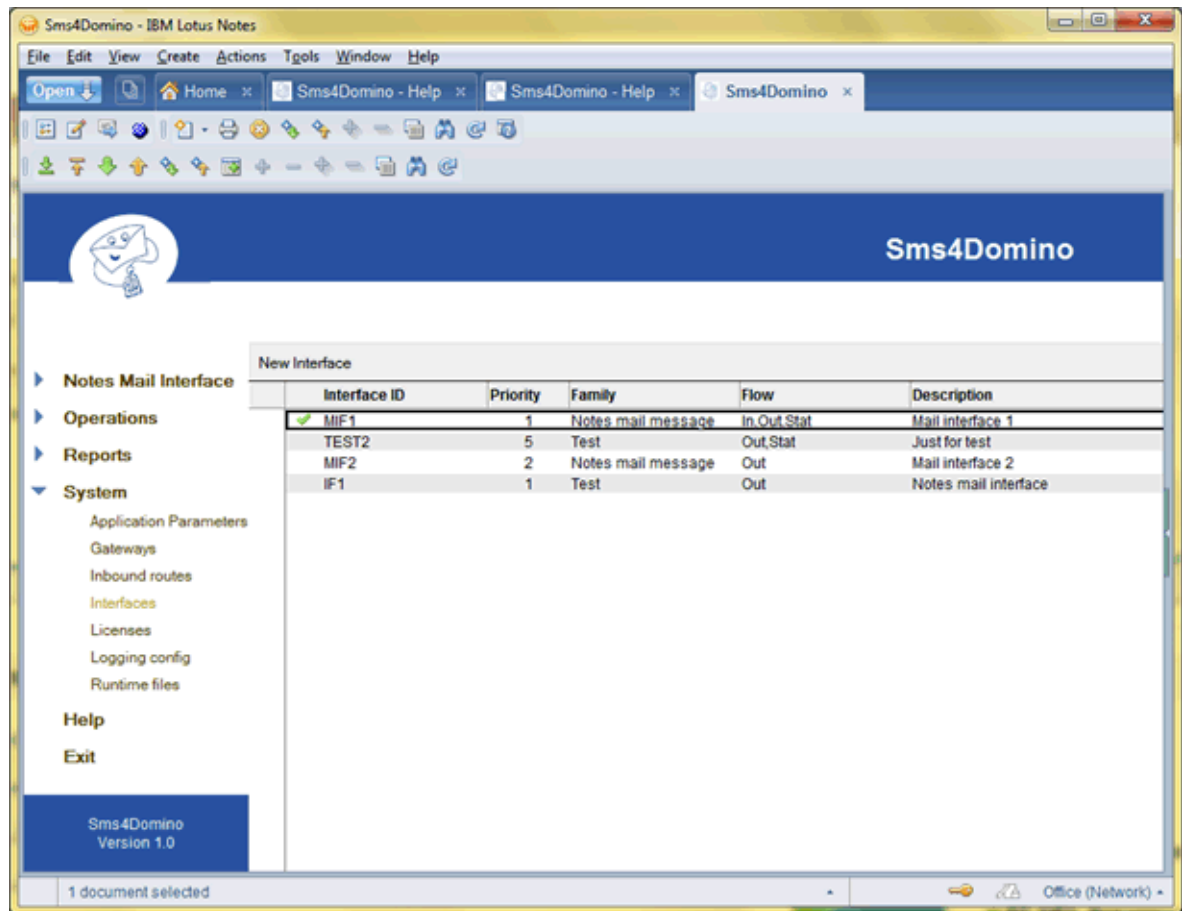 Sms4Domino - IBM Lotus Notes
File Edit View Create Actions Tools Window Help
Open Home × Sms4Domino - Help × Sms4Domino - Help × Sms4Domino ×
Sms4Domino
New Interface
Interface ID Priority Family Flow Description
MIF1 1 Notes mail message In,Out,Stat Mail interface 1
TEST2 5 Test Out,Stat Just for test
MIF2 2 Notes mail message Out Mail interface 2
IF1 1 Test Out Notes mail interface
Notes Mail Interface
Operations
Reports
System
Application Parameters
Gateways
Inbound routes
Interfaces
Licenses
Logging config
Runtime files
Help
Exit
Sms4Domino
Version 1.0
1 document selected Office (Network)